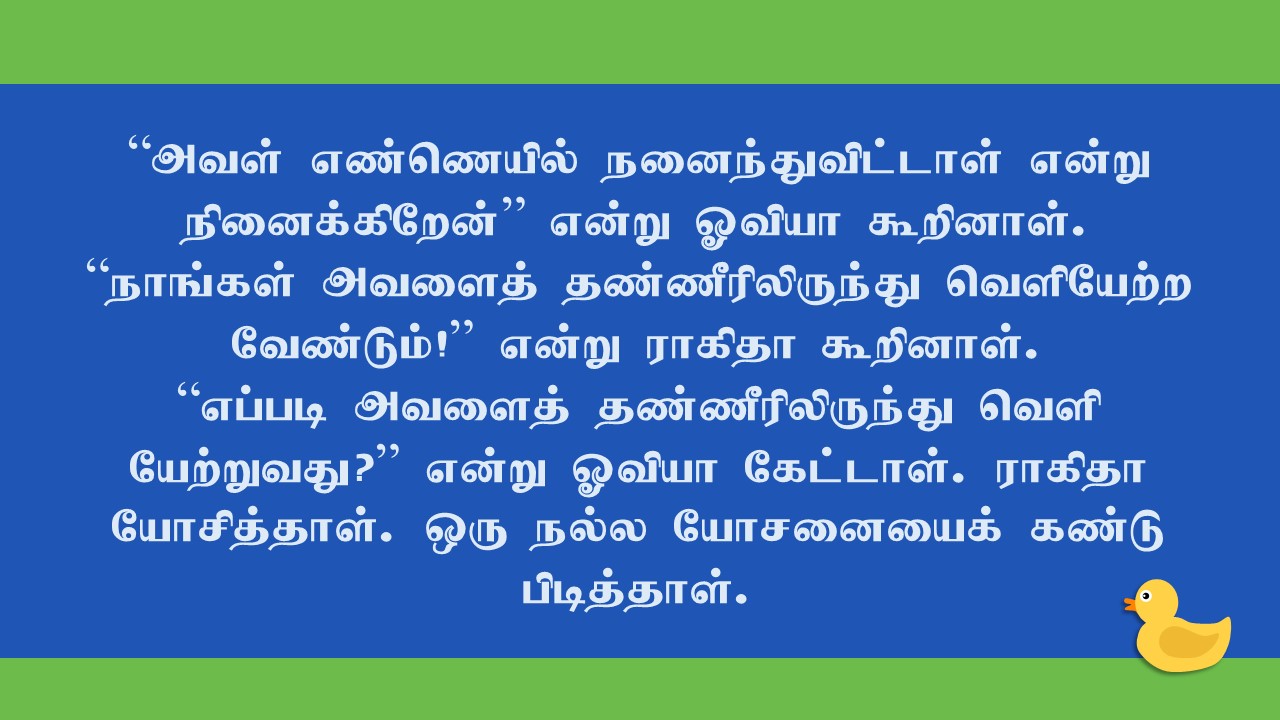 “அவள் எண்ணெயில் நனைந்துவிட்டாள் என்று
நினைக்கிறேன்” என்று ஓவியா கூறினாள்.
“நாங்கள் அவளைத் தண்ணீரிலிருந்து வெளியேற்ற
வேண்டும்!” என்று ராகிதா கூறினாள்.
“எப்படி அவளைத் தண்ணீரிலிருந்து வெளி
யேற்றுவது?” என்று ஓவியா கேட்டாள். ராகிதா
யோசித்தாள். ஒரு நல்ல யோசனையைக் கண்டு
பிடித்தாள்.